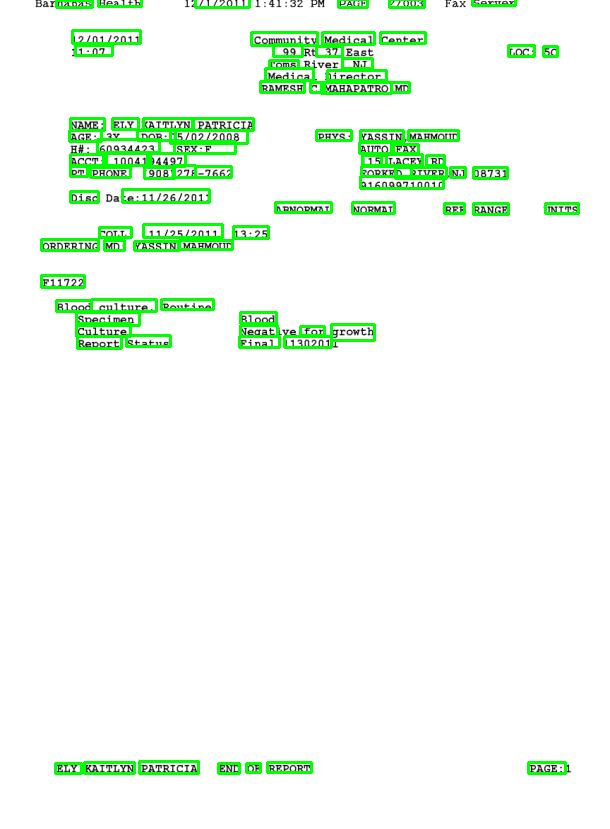 BarnabaS Health 12/1/2011 1:41:32 PM PAGE 2/003 Fax Server
12/01/2011 Community Medical Center
11:07 99 Rt 37 East LOC: 5C
Toms River NJ
Medical Director
RAMESH C. MAHAPATRO MD
NAME: ELY KAITLYN PATRICIA
AGE: 3Y DOB: 05/02/2008 PHYS: YASSIN, MAHMOUD
H#: 60934423 SEX:F AUTO FAX
ACCT: 1004194497 15 LACEY RD
PT PHONE 908 278-7662 FORKED RIVER NJ 08731
916099710010
Disc Date:11/26/2011
ABNORMAL NORMAL REF RANGE UNITS
COLL: 11/25/2011 13:25
ORDERING MD: YASSIN MAHMOUD
F11722
Blood culture, Routine
Specimen Blood
Culture Negative for growth
Report Status Final 11302011
ELY KAITLYN PATRICIA END OF REPORT PAGE:1